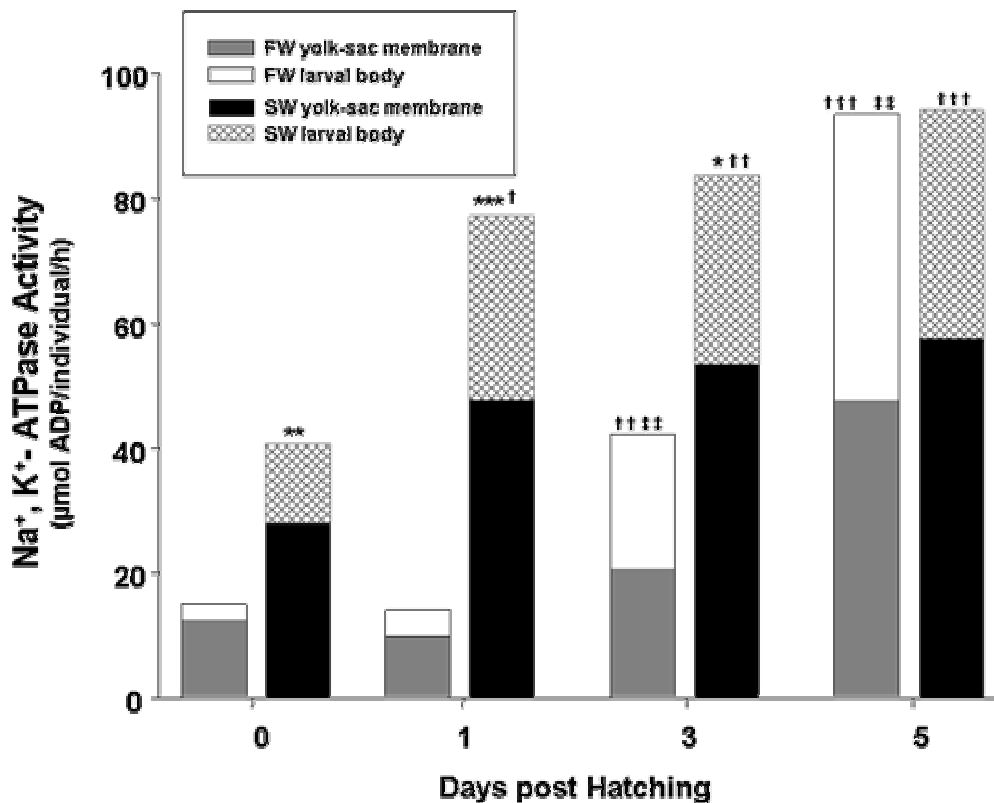 FW yolk-sac membrane
FW larval body
SW yolk-sac membrane
SW larval body
100
80
60
40
20
0
Na⁺, K⁺- ATPase Activity
(µmol ADP/individual/h)
**
***†
††‡‡
*††
††† ‡‡
†††
0 1 3 5
Days post Hatching